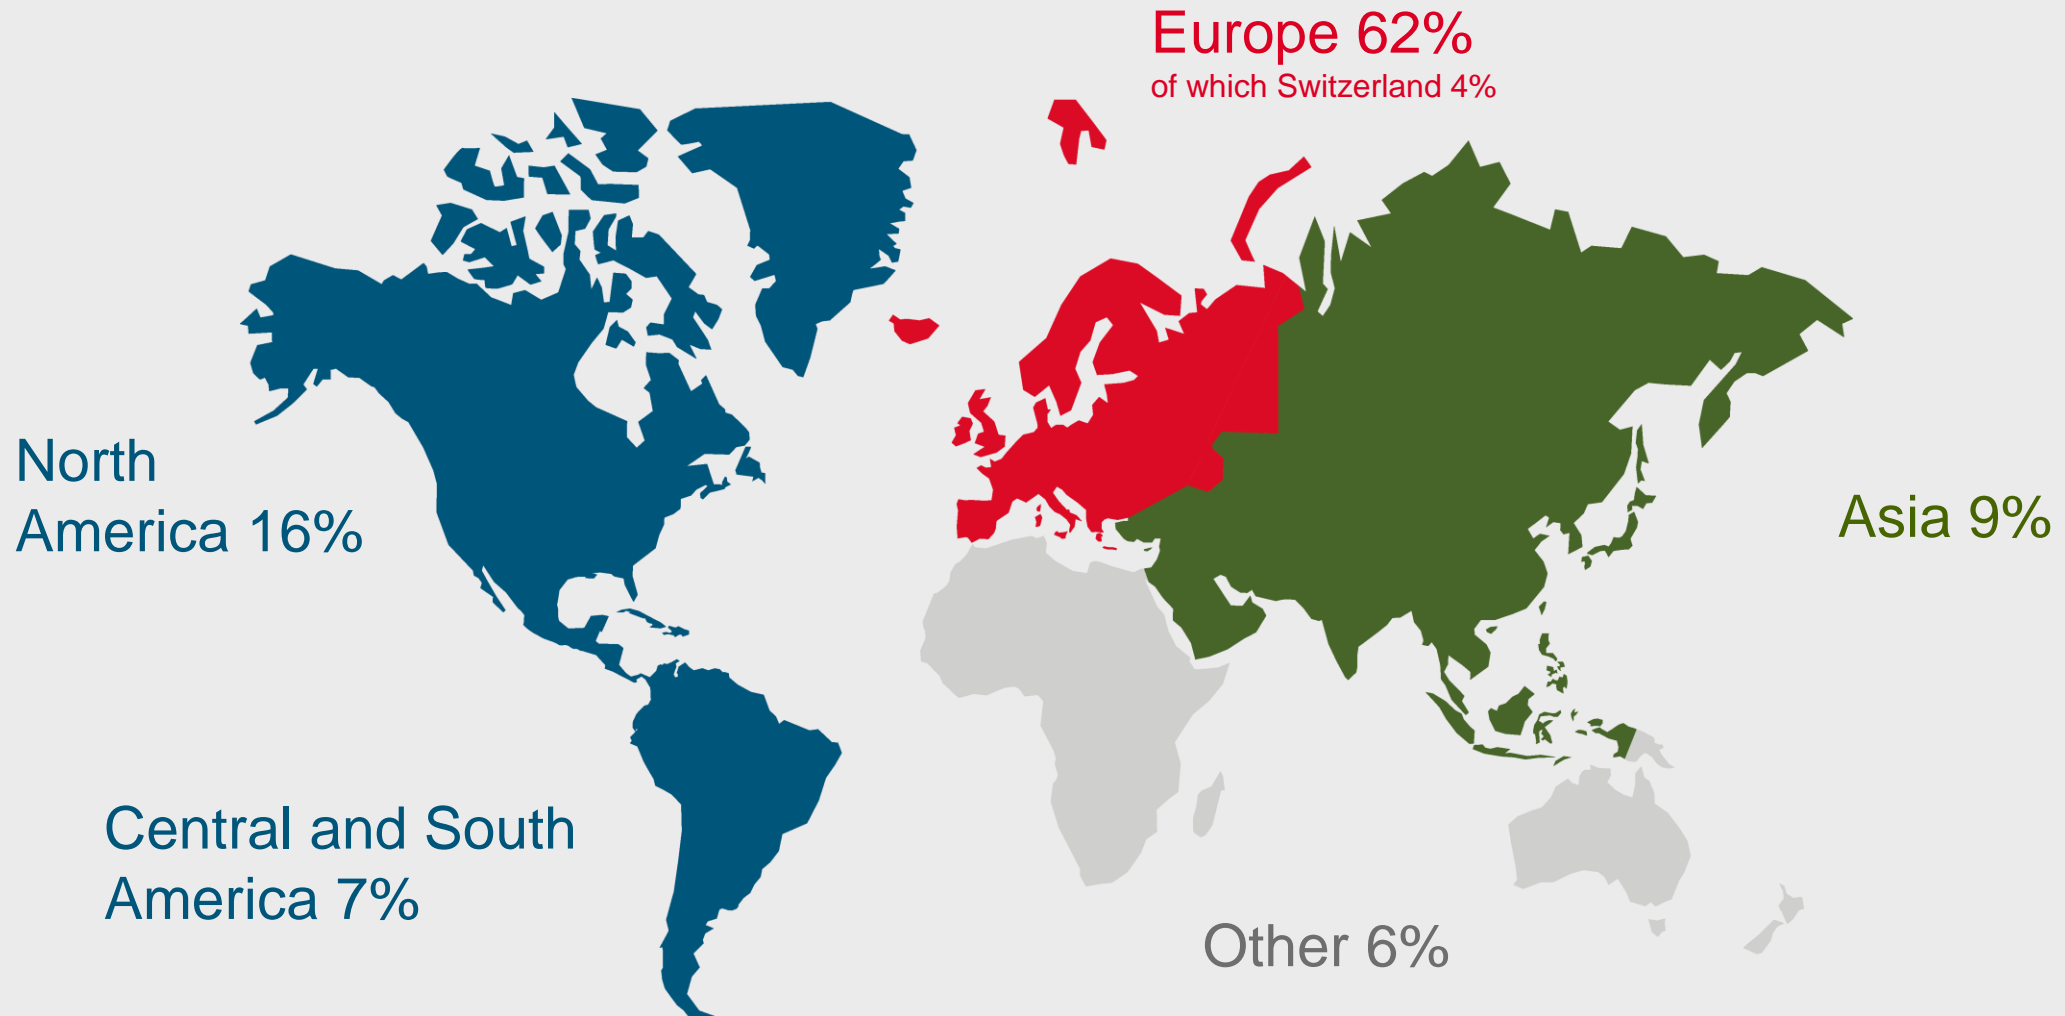 Europe 62%
of which Switzerland 4%
North
America 16%
Asia 9%
Central and South
America 7%
Other 6%